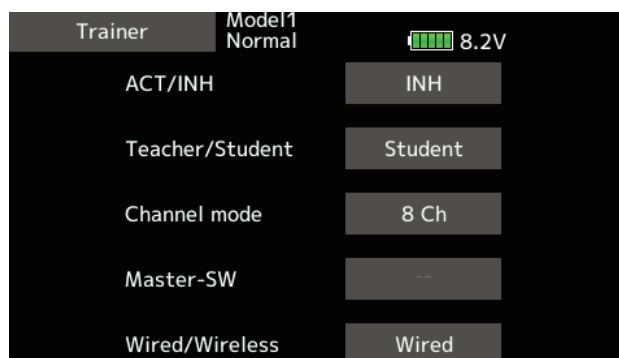 Trainer
Model1
Normal
8.2V
ACT/INH INH
Teacher/Student Student
Channel mode 8 Ch
Master-SW --
Wired/Wireless Wired